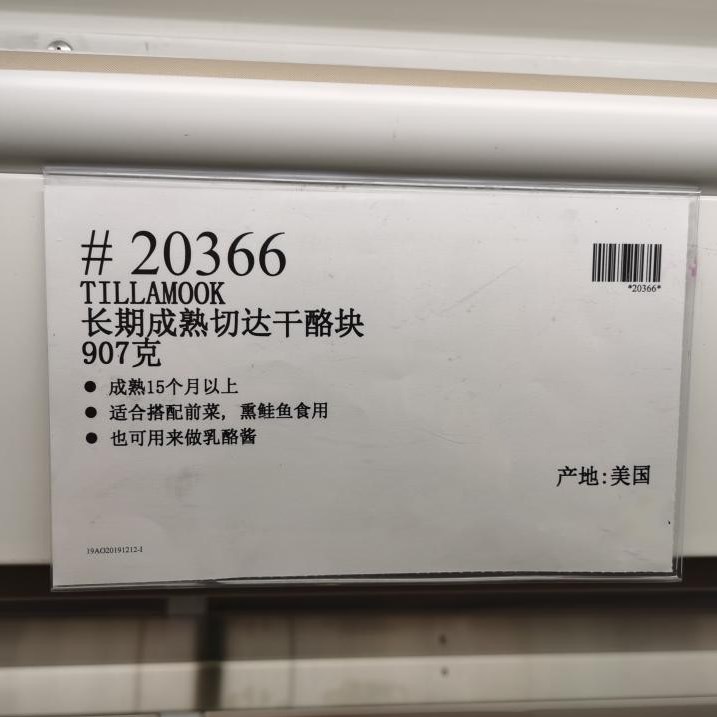 # 20366
*20366*
TILLAMOOK
长期成熟切达干酪块
907克
● 成熟15个月以上
● 适合搭配前菜，熏鲑鱼食用
● 也可用来做乳酪酱
产地:美国
19AO20191212-I